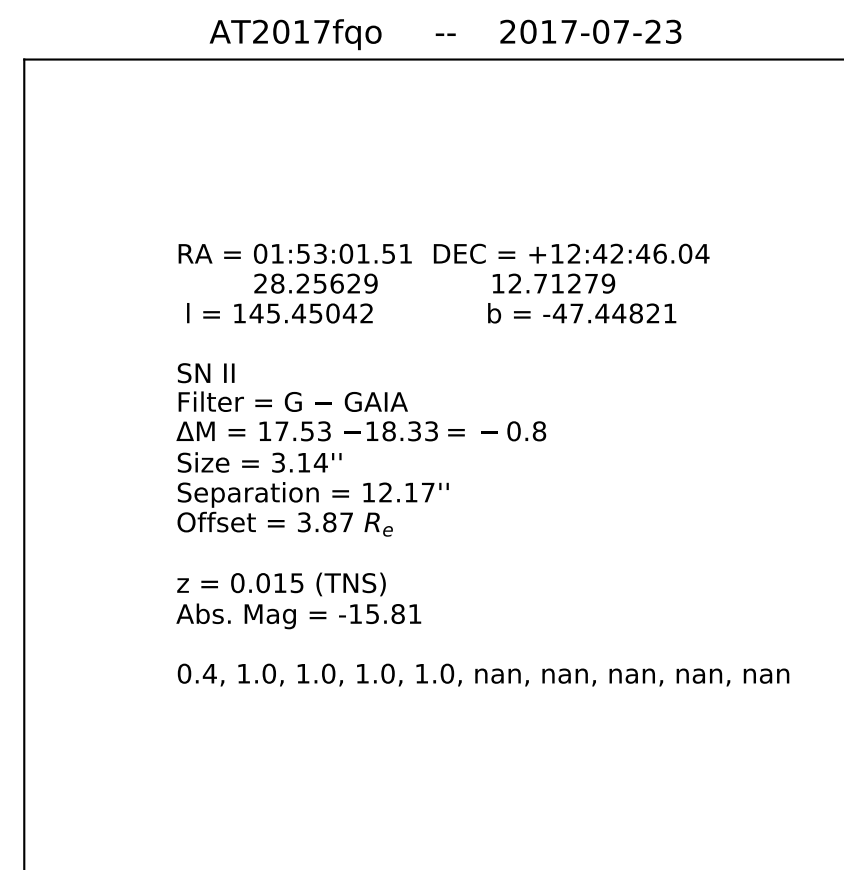 AT2017fqo -- 2017-07-23
RA = 01:53:01.51 DEC = +12:42:46.04
28.25629 12.71279
l = 145.45042 b = -47.44821
SN II
Filter = G − GAIA
ΔM = 17.53 −18.33 = − 0.8
Size = 3.14''
Separation = 12.17''
Offset = 3.87 Rₑ
z = 0.015 (TNS)
Abs. Mag = -15.81
0.4, 1.0, 1.0, 1.0, 1.0, nan, nan, nan, nan, nan